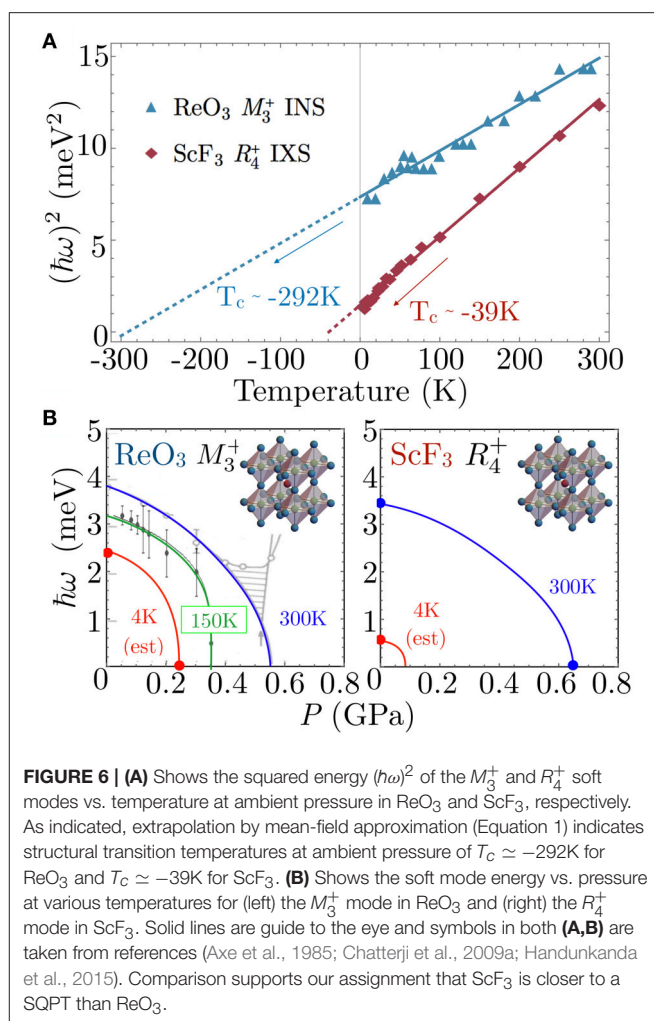 A
15
10
5
0
(ħω)² (meV²)
ReO₃ M₃⁺ INS
ScF₃ R₄⁺ IXS
T_c ~ -292K
T_c ~ -39K
-300 -200 -100 0 100 200 300
Temperature (K)
B
5
4
3
2
1
0
ħω (meV)
ReO₃ M₃⁺
4K
(est)
150K
300K
0 0.2 0.4 0.6 0.8
5
4
3
2
1
0
ScF₃ R₄⁺
300K
4K
(est)
0.2 0.4 0.6 0.8
P (GPa)
FIGURE 6 | (A) Shows the squared energy (ħω)² of the M₃⁺ and R₄⁺ soft
modes vs. temperature at ambient pressure in ReO₃ and ScF₃, respectively.
As indicated, extrapolation by mean-field approximation (Equation 1) indicates
structural transition temperatures at ambient pressure of T_c ≃ −292K for
ReO₃ and T_c ≃ −39K for ScF₃. (B) Shows the soft mode energy vs. pressure
at various temperatures for (left) the M₃⁺ mode in ReO₃ and (right) the R₄⁺
mode in ScF₃. Solid lines are guide to the eye and symbols in both (A,B) are
taken from references (Axe et al., 1985; Chatterji et al., 2009a; Handunkanda
et al., 2015). Comparison supports our assignment that ScF₃ is closer to a
SQPT than ReO₃.